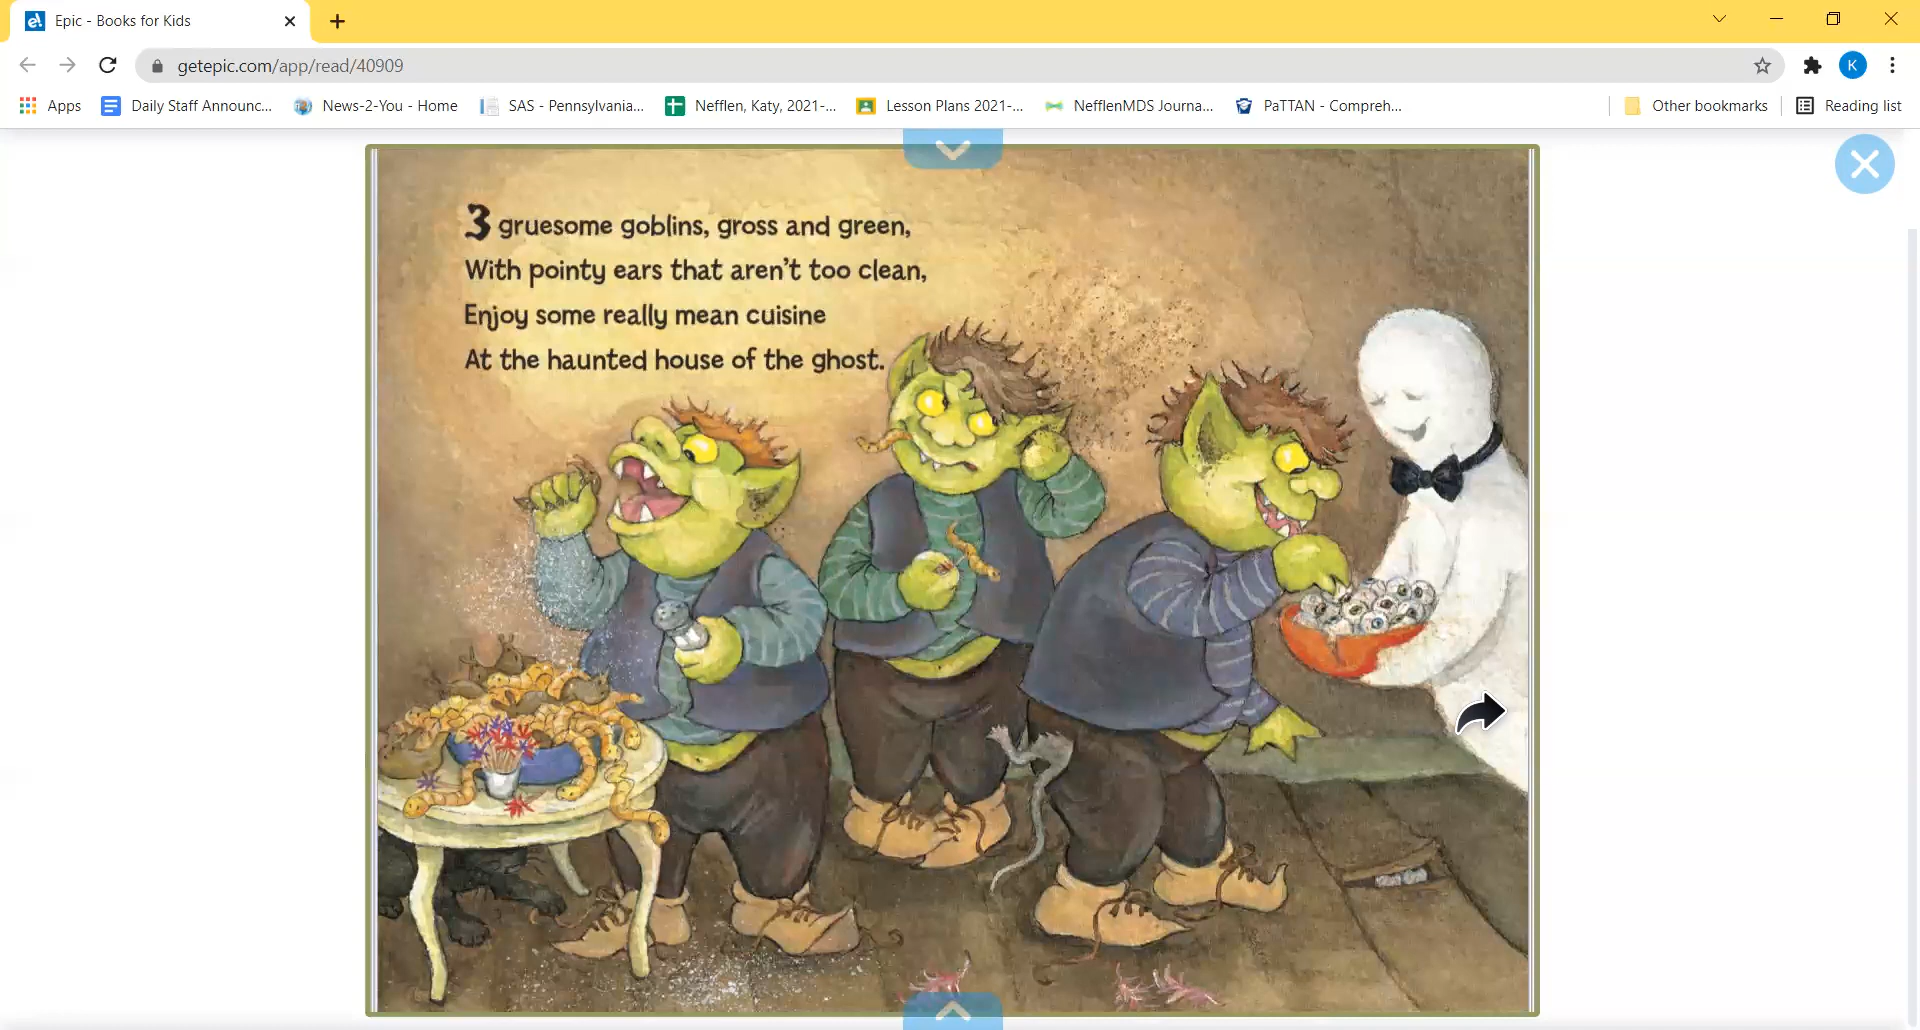 Epic - Books for Kids
getepic.com/app/read/40909
K
Apps
Daily Staff Announc...
News-2-You - Home
SAS - Pennsylvania...
Nefflen, Katy, 2021-...
Lesson Plans 2021-...
NefflenMDS Journa...
PaTTAN - Compreh...
Other bookmarks
Reading list
3 gruesome goblins, gross and green,
With pointy ears that aren't too clean,
Enjoy some really mean cuisine
At the haunted house of the ghost.